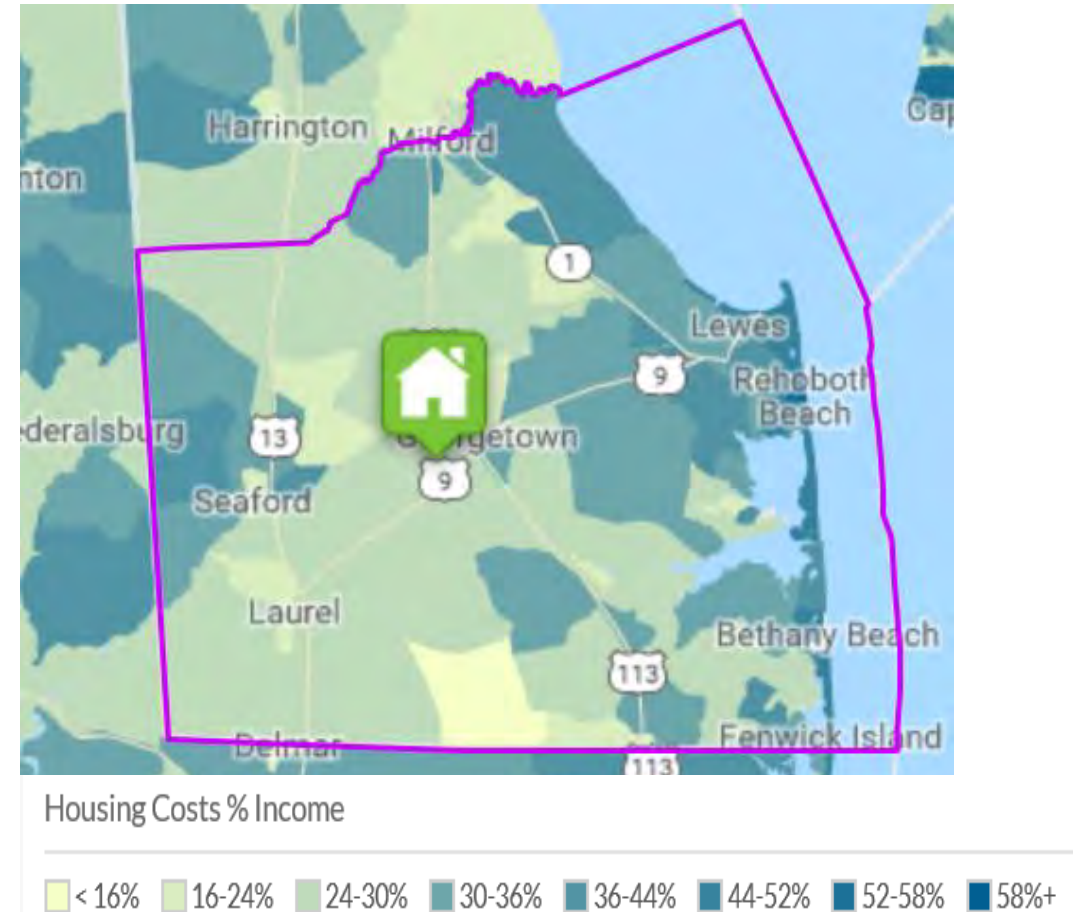 Cap
Harrington
Milford
nton
1
Lewes
9
Rehoboth
Beach
ederalsburg
13
Georgetown
9
Seaford
Laurel
Bethany Beach
113
Delmar
Fenwick Island
113
Housing Costs % Income
< 16% 16-24% 24-30% 30-36% 36-44% 44-52% 52-58% 58%+